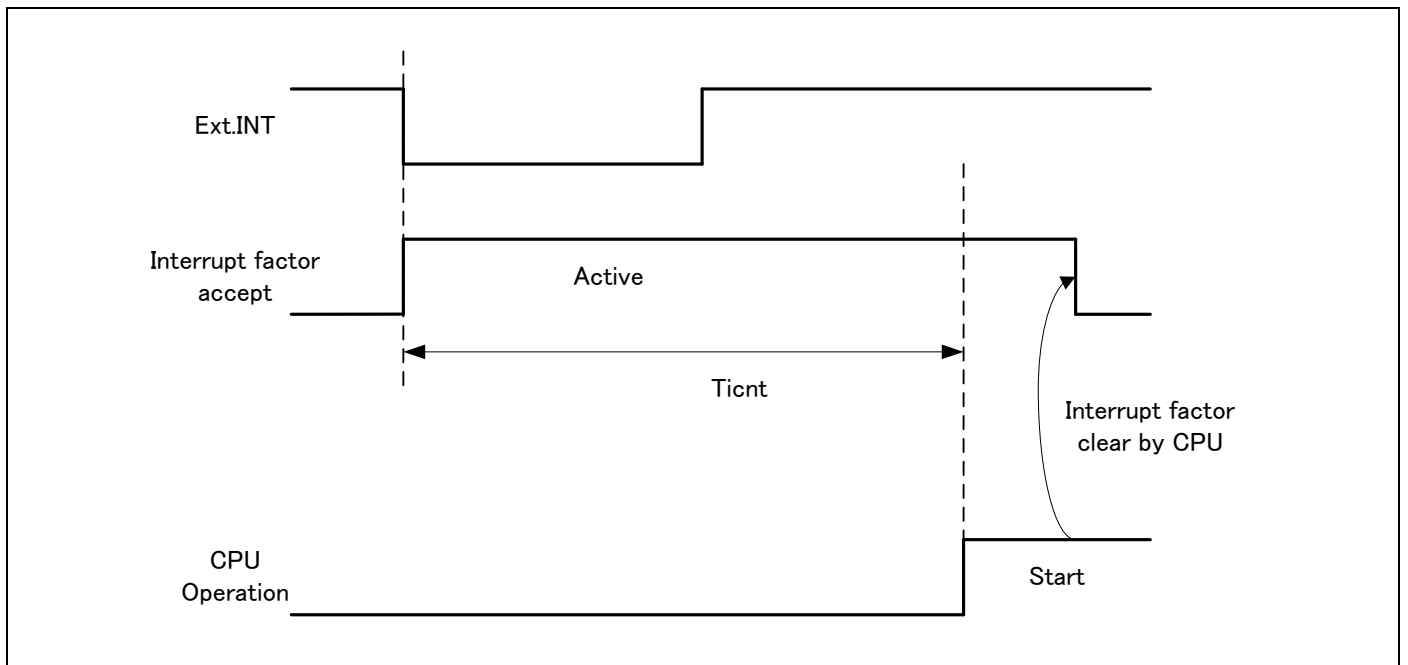 Ext.INT
Interrupt factor
accept
Active
Ticnt
Interrupt factor
clear by CPU
CPU
Operation
Start